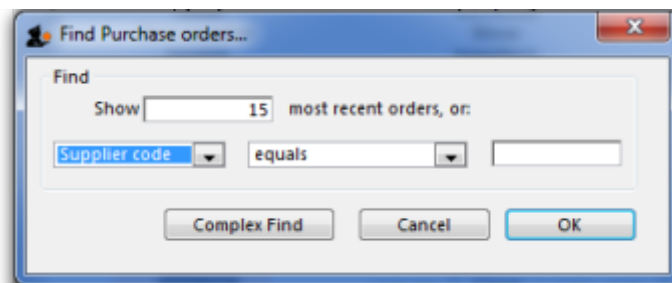 Find Purchase orders...
Find
Show 15 most recent orders, or:
Supplier code equals
Complex Find Cancel OK